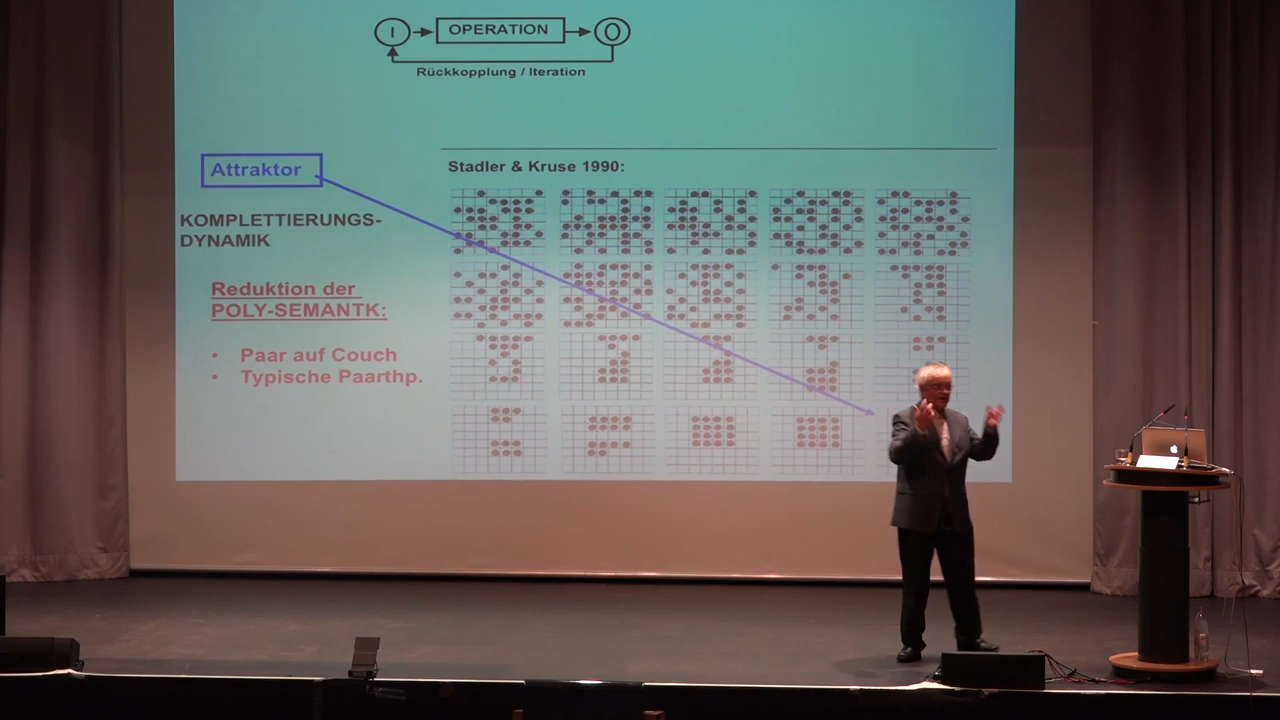 I
OPERATION
O
Rückkopplung / Iteration
Attraktor
Stadler & Kruse 1990:
KOMPLETTIERUNGS-
DYNAMIK
Reduktion der
POLY-SEMANTK:
• Paar auf Couch
• Typische Paarthp.